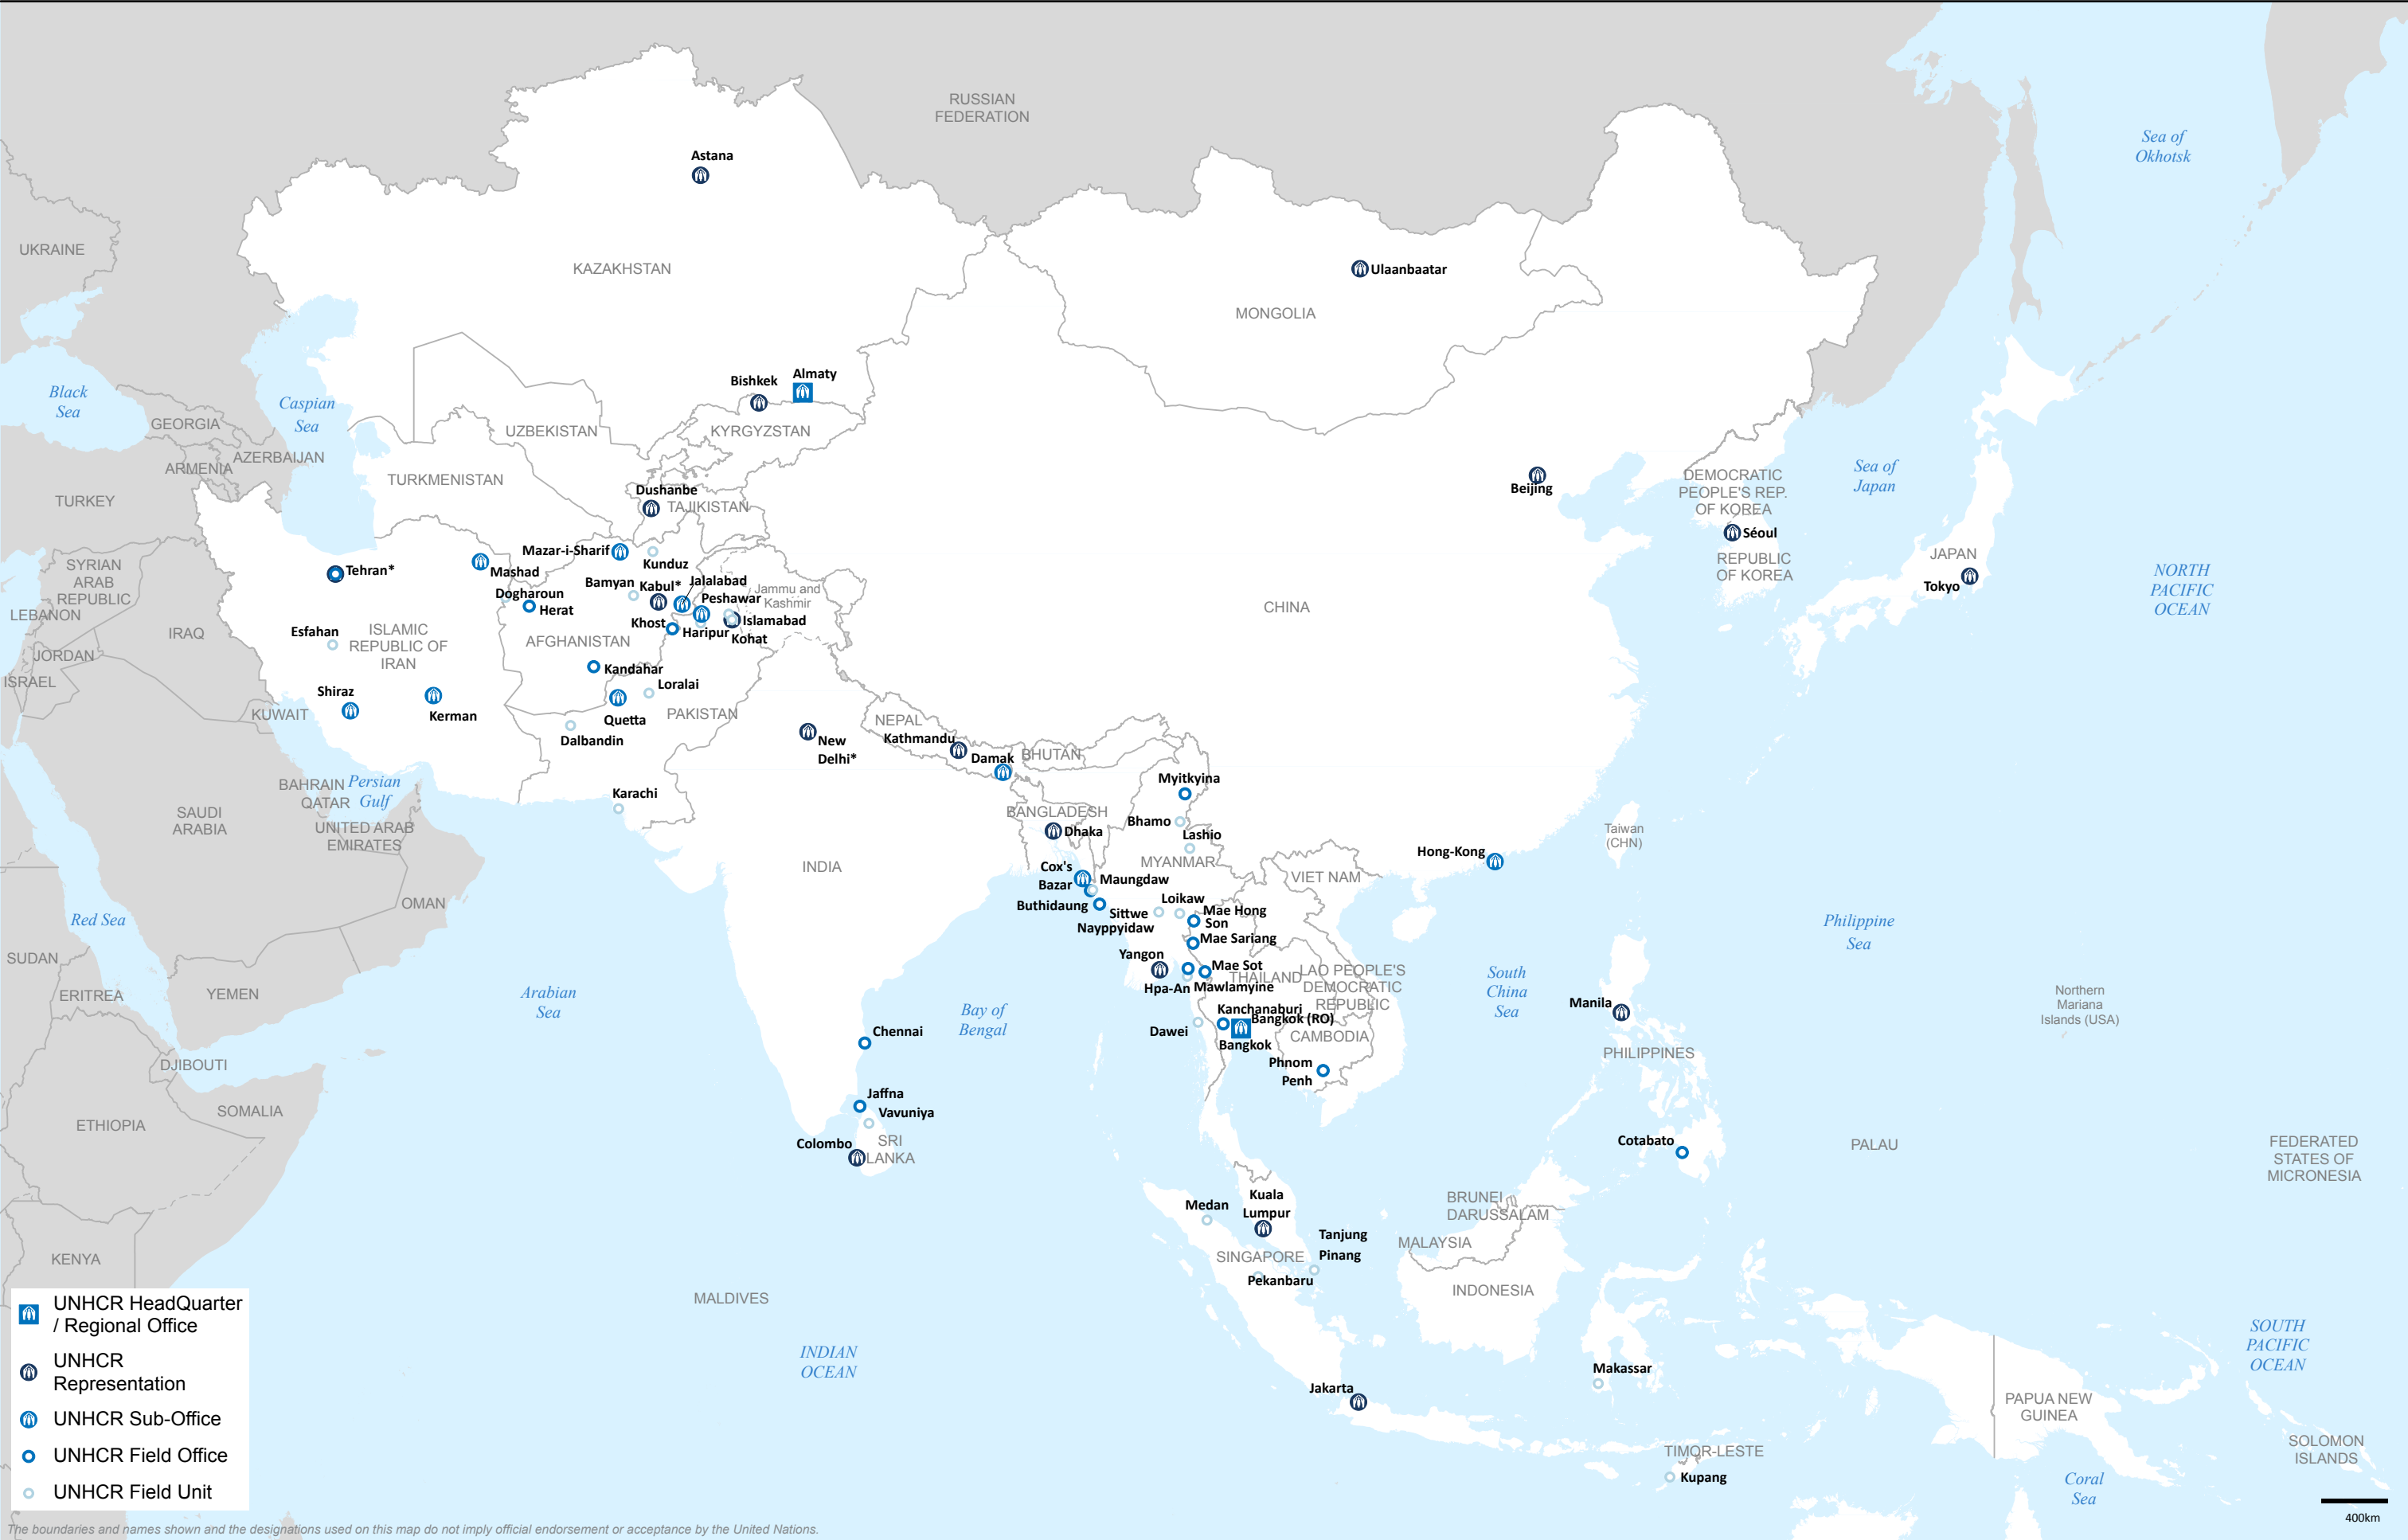 RUSSIAN
FEDERATION
Sea of
Okhotsk
Astana
UKRAINE
KAZAKHSTAN
Ulaanbaatar
MONGOLIA
Black
Sea
Caspian
Sea
Bishkek
Almaty
GEORGIA
UZBEKISTAN
KYRGYZSTAN
ARMENIA
AZERBAIJAN
TURKEY
TURKMENISTAN
Dushanbe
TAJIKISTAN
Beijing
DEMOCRATIC
PEOPLE'S REP.
OF KOREA
Sea of
Japan
Séoul
REPUBLIC
OF KOREA
JAPAN
Tokyo
NORTH
PACIFIC
OCEAN
SYRIAN
ARAB
REPUBLIC
LEBANON
IRAQ
JORDAN
ISRAEL
Tehran*
Mashad
Mazar-i-Sharif
Kunduz
Dogharoun
Herat
Bamyan
Kabul*
Jalalabad
Peshawar
Jammu and
Kashmir
Khost
Haripur
Islamabad
Kohat
CHINA
Esfahan
ISLAMIC
REPUBLIC OF
IRAN
AFGHANISTAN
Kandahar
Loralai
Shiraz
Kerman
KUWAIT
Quetta
PAKISTAN
Dalbandin
New
Delhi*
NEPAL
Kathmandu
Damak
BHUTAN
BAHRAIN
QATAR
Persian
Gulf
SAUDI
ARABIA
UNITED ARAB
EMIRATES
Karachi
Myitkyina
BANGLADESH
Dhaka
Bhamo
Lashio
MYANMAR
Taiwan
(CHN)
INDIA
Hong-Kong
VIET NAM
Cox's
Bazar
Maungdaw
Buthidaung
Sittwe
Loikaw
Nayppyidaw
Mae Hong
Son
Mae Sariang
OMAN
Red Sea
Philippine
Sea
SUDAN
ERITREA
YEMEN
Arabian
Sea
Bay of
Bengal
Yangon
Mae Sot
Hpa-An
Mawlamyine
THAILAND
LAO PEOPLE'S
DEMOCRATIC
REPUBLIC
South
China
Sea
Manila
Northern
Mariana
Islands (USA)
Dawei
Kanchanaburi
Bangkok (RO)
Bangkok
CAMBODIA
Chennai
PHILIPPINES
DJIBOUTI
Phnom
Penh
Jaffna
Vavuniya
SOMALIA
ETHIOPIA
Colombo
SRI
LANKA
Cotabato
PALAU
FEDERATED
STATES OF
MICRONESIA
Medan
Kuala
Lumpur
BRUNEI
DARUSSALAM
Tanjung
Pinang
MALAYSIA
SINGAPORE
Pekanbaru
INDONESIA
KENYA
MALDIVES
INDIAN
OCEAN
SOUTH
PACIFIC
OCEAN
Makassar
Jakarta
PAPUA NEW
GUINEA
TIMOR-LESTE
Kupang
SOLOMON
ISLANDS
Coral
Sea
UNHCR HeadQuarter
/ Regional Office
UNHCR
Representation
UNHCR Sub-Office
UNHCR Field Office
UNHCR Field Unit
400km
The boundaries and names shown and the designations used on this map do not imply official endorsement or acceptance by the United Nations.